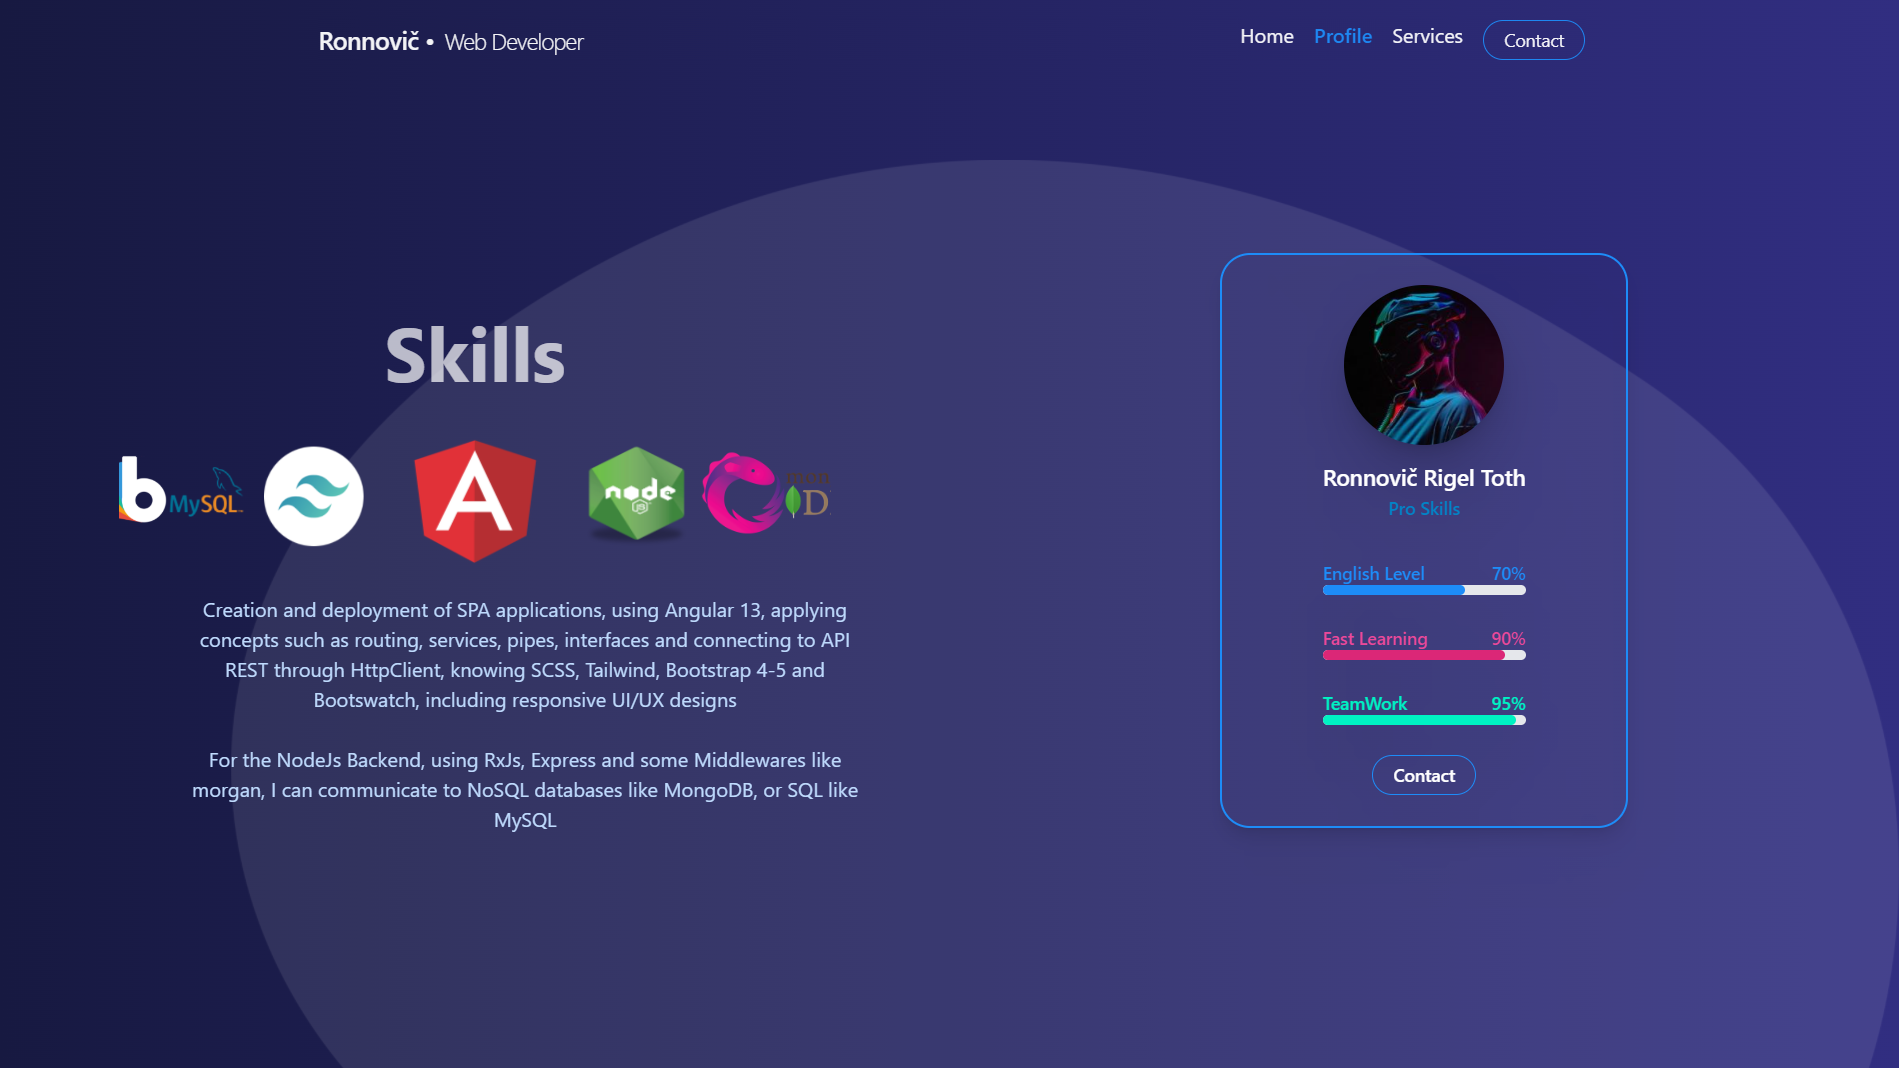 Ronnovič • Web Developer
Home Profile Services Contact
Skills
b MySQL A node JS D
Creation and deployment of SPA applications, using Angular 13, applying
concepts such as routing, services, pipes, interfaces and connecting to API
REST through HttpClient, knowing SCSS, Tailwind, Bootstrap 4-5 and
Bootswatch, including responsive UI/UX designs
For the NodeJs Backend, using RxJs, Express and some Middlewares like
morgan, I can communicate to NoSQL databases like MongoDB, or SQL like
MySQL
Ronnovič Rigel Toth
Pro Skills
English Level 70%
Fast Learning 90%
TeamWork 95%
Contact